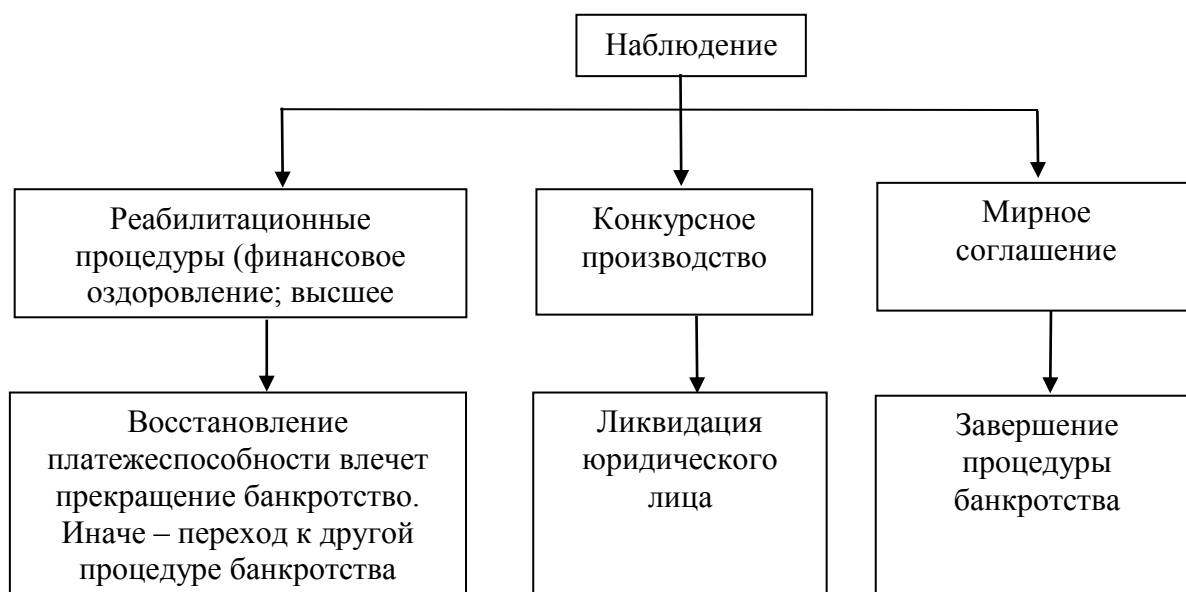 Наблюдение
Реабилитационные
процедуры (финансовое
оздоровление; высшее
Конкурсное
производство
Мирное
соглашение
Восстановление
платежеспособности влечет
прекращение банкротство.
Иначе – переход к другой
процедуре банкротства
Ликвидация
юридического
лица
Завершение
процедуры
банкротства